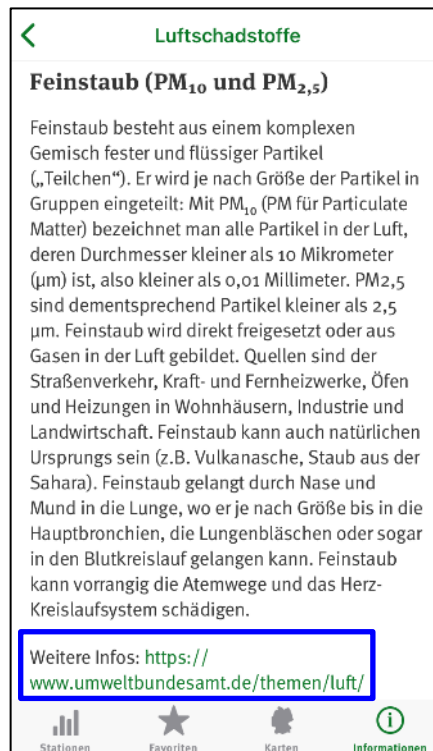 Luftschadstoffe
Feinstaub (PM₁₀ und PM₂,₅)
Feinstaub besteht aus einem komplexen
Gemisch fester und flüssiger Partikel
(„Teilchen“). Er wird je nach Größe der Partikel in
Gruppen eingeteilt: Mit PM₁₀ (PM für Particulate
Matter) bezeichnet man alle Partikel in der Luft,
deren Durchmesser kleiner als 10 Mikrometer
(µm) ist, also kleiner als 0,01 Millimeter. PM2,5
sind dementsprechend Partikel kleiner als 2,5
µm. Feinstaub wird direkt freigesetzt oder aus
Gasen in der Luft gebildet. Quellen sind der
Straßenverkehr, Kraft- und Fernheizwerke, Öfen
und Heizungen in Wohnhäusern, Industrie und
Landwirtschaft. Feinstaub kann auch natürlichen
Ursprungs sein (z.B. Vulkanasche, Staub aus der
Sahara). Feinstaub gelangt durch Nase und
Mund in die Lunge, wo er je nach Größe bis in die
Hauptbronchien, die Lungenbläschen oder sogar
in den Blutkreislauf gelangen kann. Feinstaub
kann vorrangig die Atemwege und das Herz-
Kreislaufsystem schädigen.
Weitere Infos: https://
www.umweltbundesamt.de/themen/luft/
Stationen Favoriten Karten Informationen